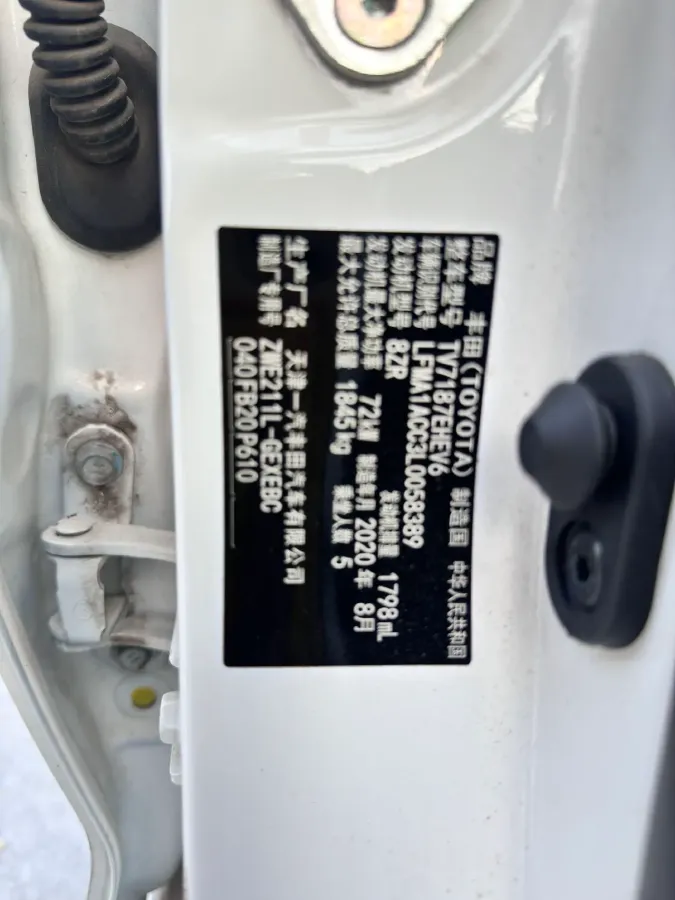 品牌 丰田(TOYOTA) 制造国 中华人民共和国
整车型号 TV7187EHEV6
车辆识别代号 LFMA1ACC3L0058389
发动机型号 8ZR 发动机排量 1798mL
发动机最大净功率 72kW 制造年月 2020年 8月
最大允许总质量 1845kg 乘坐人数 5
生产厂名 天津一汽丰田汽车有限公司
制造厂专用号 ZWE211L-GEXEBC
040FB20P610